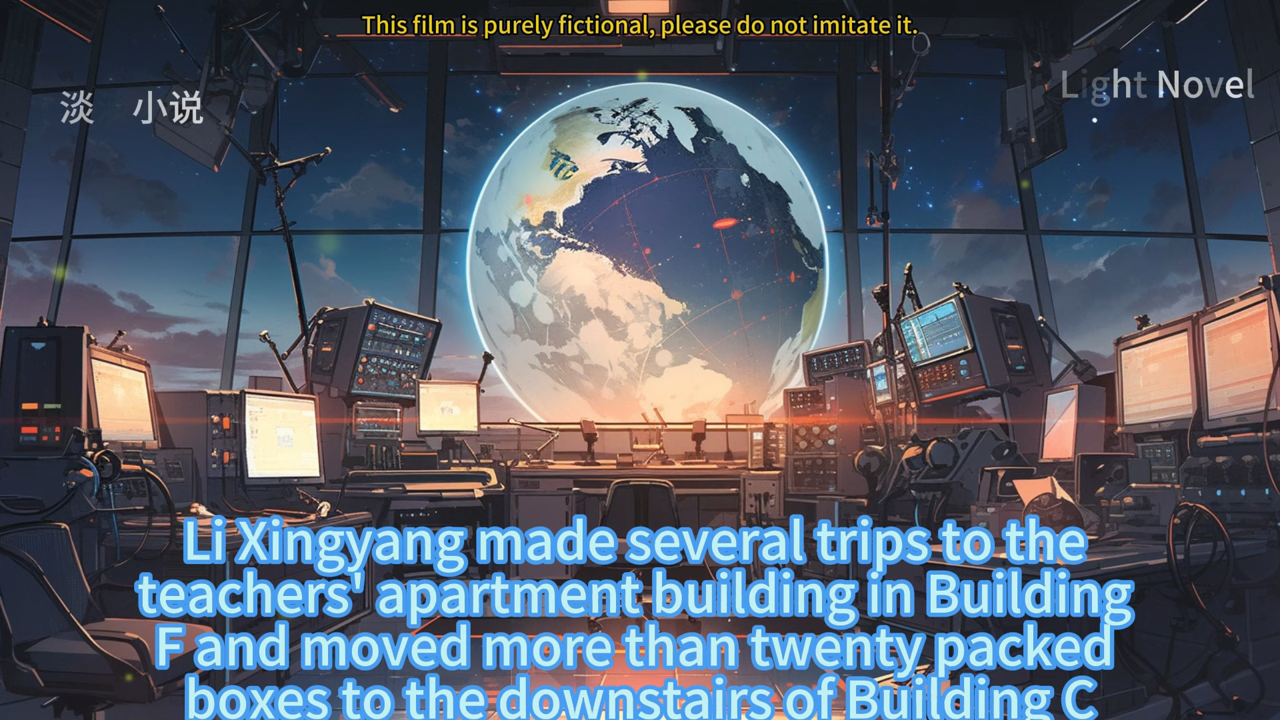 This film is purely fictional, please do not imitate it.
淡 小说
Light Novel
Li Xingyang made several trips to the
teachers' apartment building in Building
F and moved more than twenty packed
boxes to the downstairs of Building C